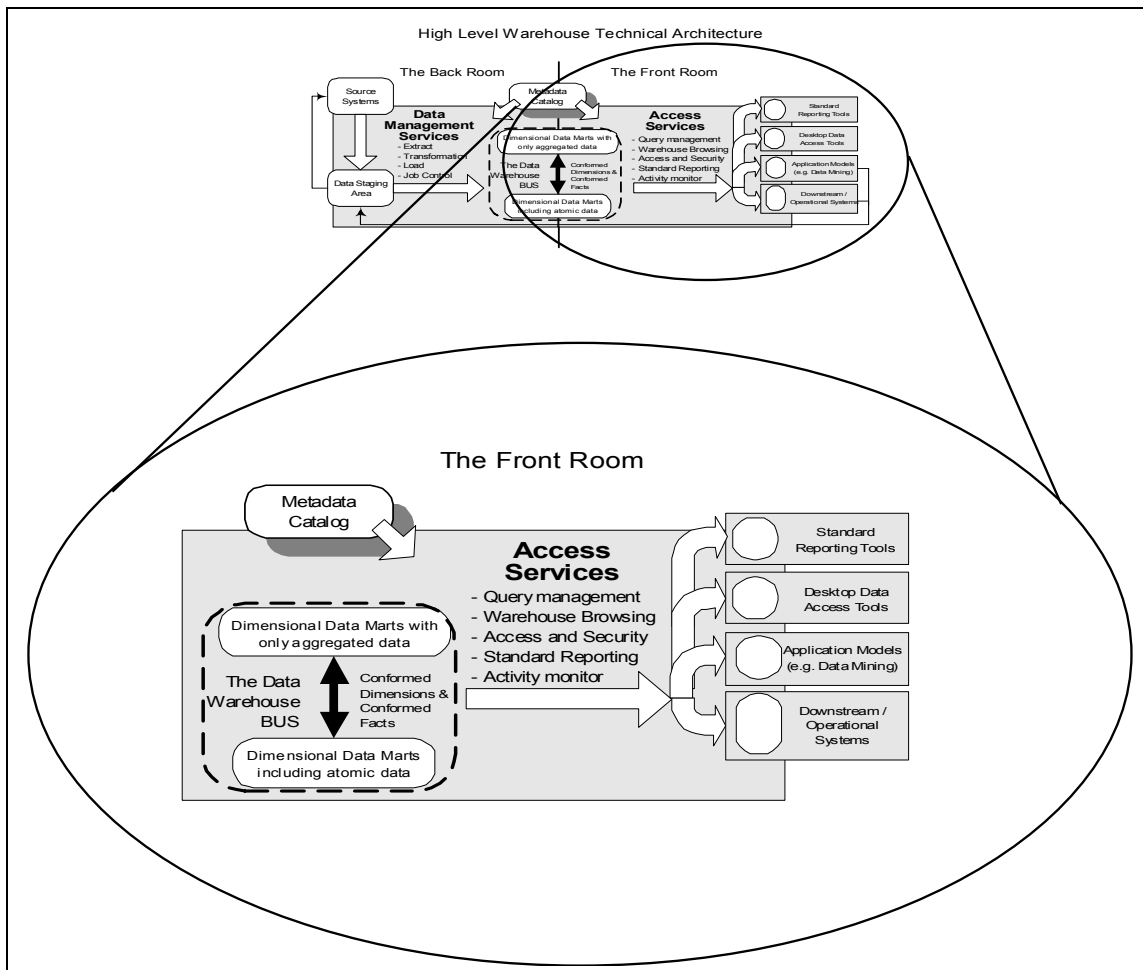 High Level Warehouse Technical Architecture
The Back Room
The Front Room
Source
Systems
Metadata
Catalog
Data
Management
Services
- Extract
- Transformation
- Load
- Job Control
Data Staging
Area
Dimensional Data Marts with
only aggregated data
The Data
Warehouse
BUS
Conformed
Dimensions &
Conformed
Facts
Dimensional Data Marts
including atomic data
Access
Services
- Query management
- Warehouse Browsing
- Access and Security
- Standard Reporting
- Activity monitor
Standard
Reporting Tools
Desktop Data
Access Tools
Application Models
(e.g. Data Mining)
Downstream /
Operational Systems
The Front Room
Metadata
Catalog
Dimensional Data Marts with
only aggregated data
The Data
Warehouse
BUS
Conformed
Dimensions &
Conformed
Facts
Dimensional Data Marts
including atomic data
Access
Services
- Query management
- Warehouse Browsing
- Access and Security
- Standard Reporting
- Activity monitor
Standard
Reporting Tools
Desktop Data
Access Tools
Application Models
(e.g. Data Mining)
Downstream /
Operational
Systems